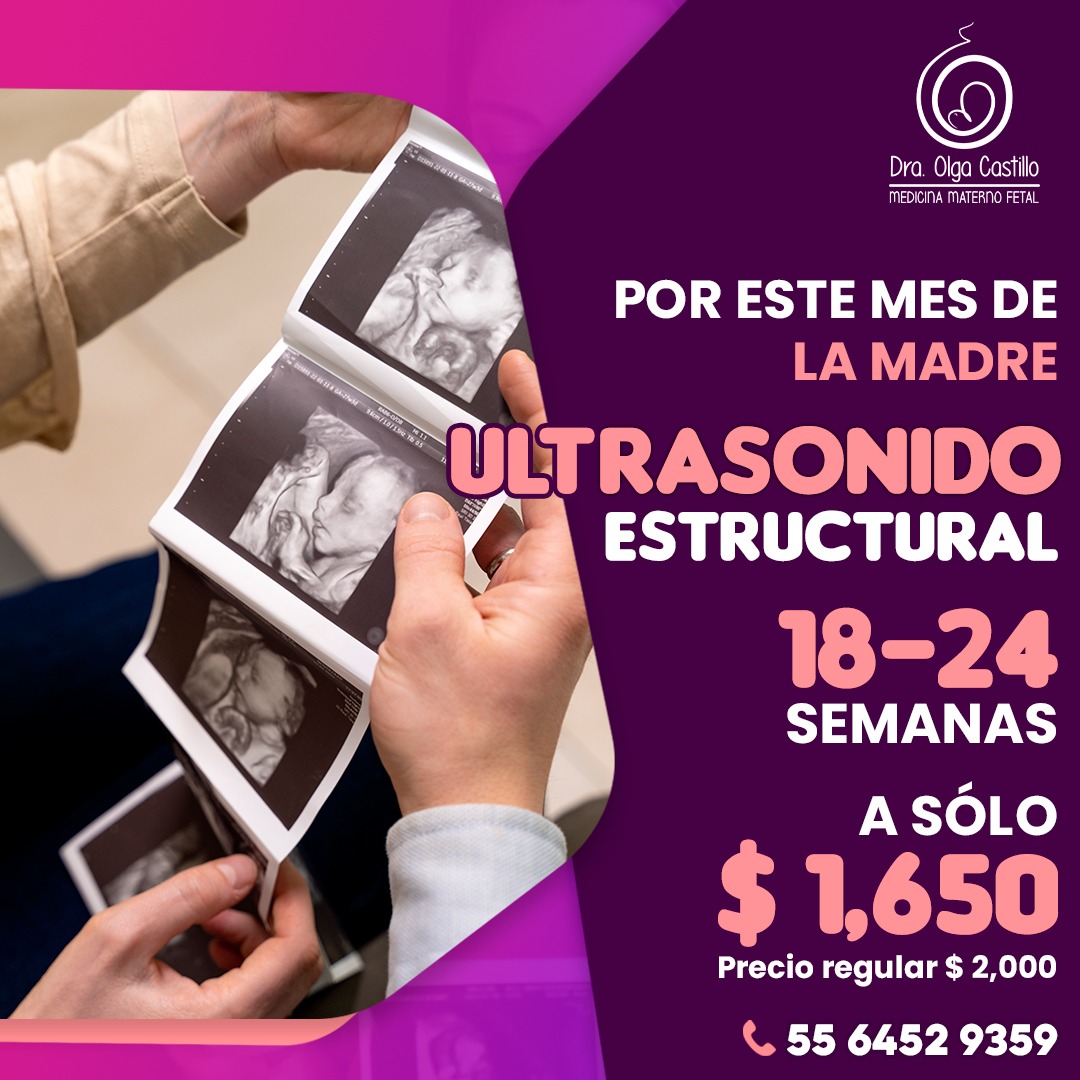 Dra. Olga Castillo
MEDICINA MATERNO FETAL
POR ESTE MES DE
LA MADRE
ULTRASONIDO
ESTRUCTURAL
18-24
SEMANAS
A SÓLO
$ 1,650
Precio regular $ 2,000
55 6452 9359